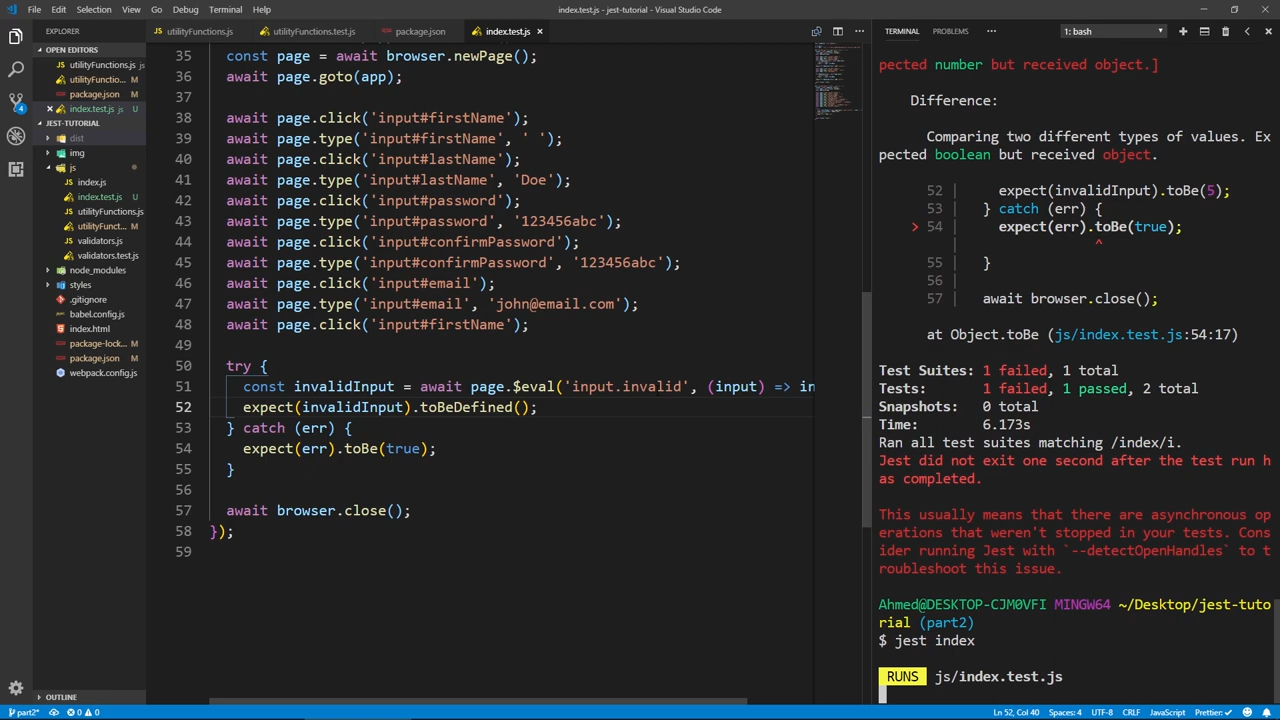 File Edit Selection View Go Debug Terminal Help
index.test.js - jest-tutorial - Visual Studio Code
EXPLORER
OPEN EDITORS
utilityFunctions.js
utilityFunctio... M
package.json M
index.test.js U
JEST-TUTORIAL
dist
img
js
index.js
index.test.js U
utilityFunctions.js
utilityFunct... M
validators.js
validators.test.js
node_modules
styles
.gitignore
babel.config.js
index.html
package-lock... M
package.json M
webpack.config.js
OUTLINE
utilityFunctions.js utilityFunctions.test.js package.json index.test.js
35 const page = await browser.newPage();
36 await page.goto(app);
37
38 await page.click('input#firstName');
39 await page.type('input#firstName', ' ');
40 await page.click('input#lastName');
41 await page.type('input#lastName', 'Doe');
42 await page.click('input#password');
43 await page.type('input#password', '123456abc');
44 await page.click('input#confirmPassword');
45 await page.type('input#confirmPassword', '123456abc');
46 await page.click('input#email');
47 await page.type('input#email', 'john@email.com');
48 await page.click('input#firstName');
49
50 try {
51 const invalidInput = await page.$eval('input.invalid', (input) => in
52 expect(invalidInput).toBeDefined();
53 } catch (err) {
54 expect(err).toBe(true);
55 }
56
57 await browser.close();
58 });
59
TERMINAL PROBLEMS ... 1: bash
pected number but received object.]
Difference:
Comparing two different types of values. Ex
pected boolean but received object.
52 | expect(invalidInput).toBe(5);
53 | } catch (err) {
> 54 | expect(err).toBe(true);
| ^
55 | }
56 |
57 | await browser.close();
at Object.toBe (js/index.test.js:54:17)
Test Suites: 1 failed, 1 total
Tests: 1 failed, 1 passed, 2 total
Snapshots: 0 total
Time: 6.173s
Ran all test suites matching /index/i.
Jest did not exit one second after the test run h
as completed.
This usually means that there are asynchronous op
erations that weren't stopped in your tests. Cons
ider running Jest with `--detectOpenHandles` to t
roubleshoot this issue.
Ahmed@DESKTOP-CJM0VFI MINGW64 ~/Desktop/jest-tuto
rial (part2)
$ jest index
RUNS js/index.test.js
part2* 0 0
Ln 52, Col 40 Spaces: 4 UTF-8 CRLF JavaScript Prettier: ✓